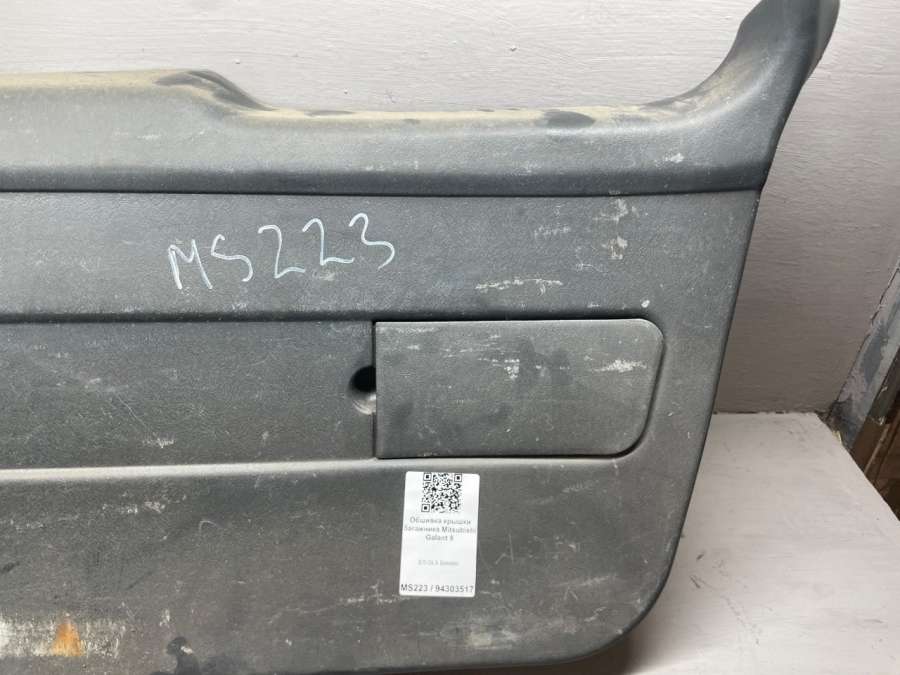 MS223
Обшивка крышки
багажника Mitsubishi
Galant 8
MS223 / 94303517